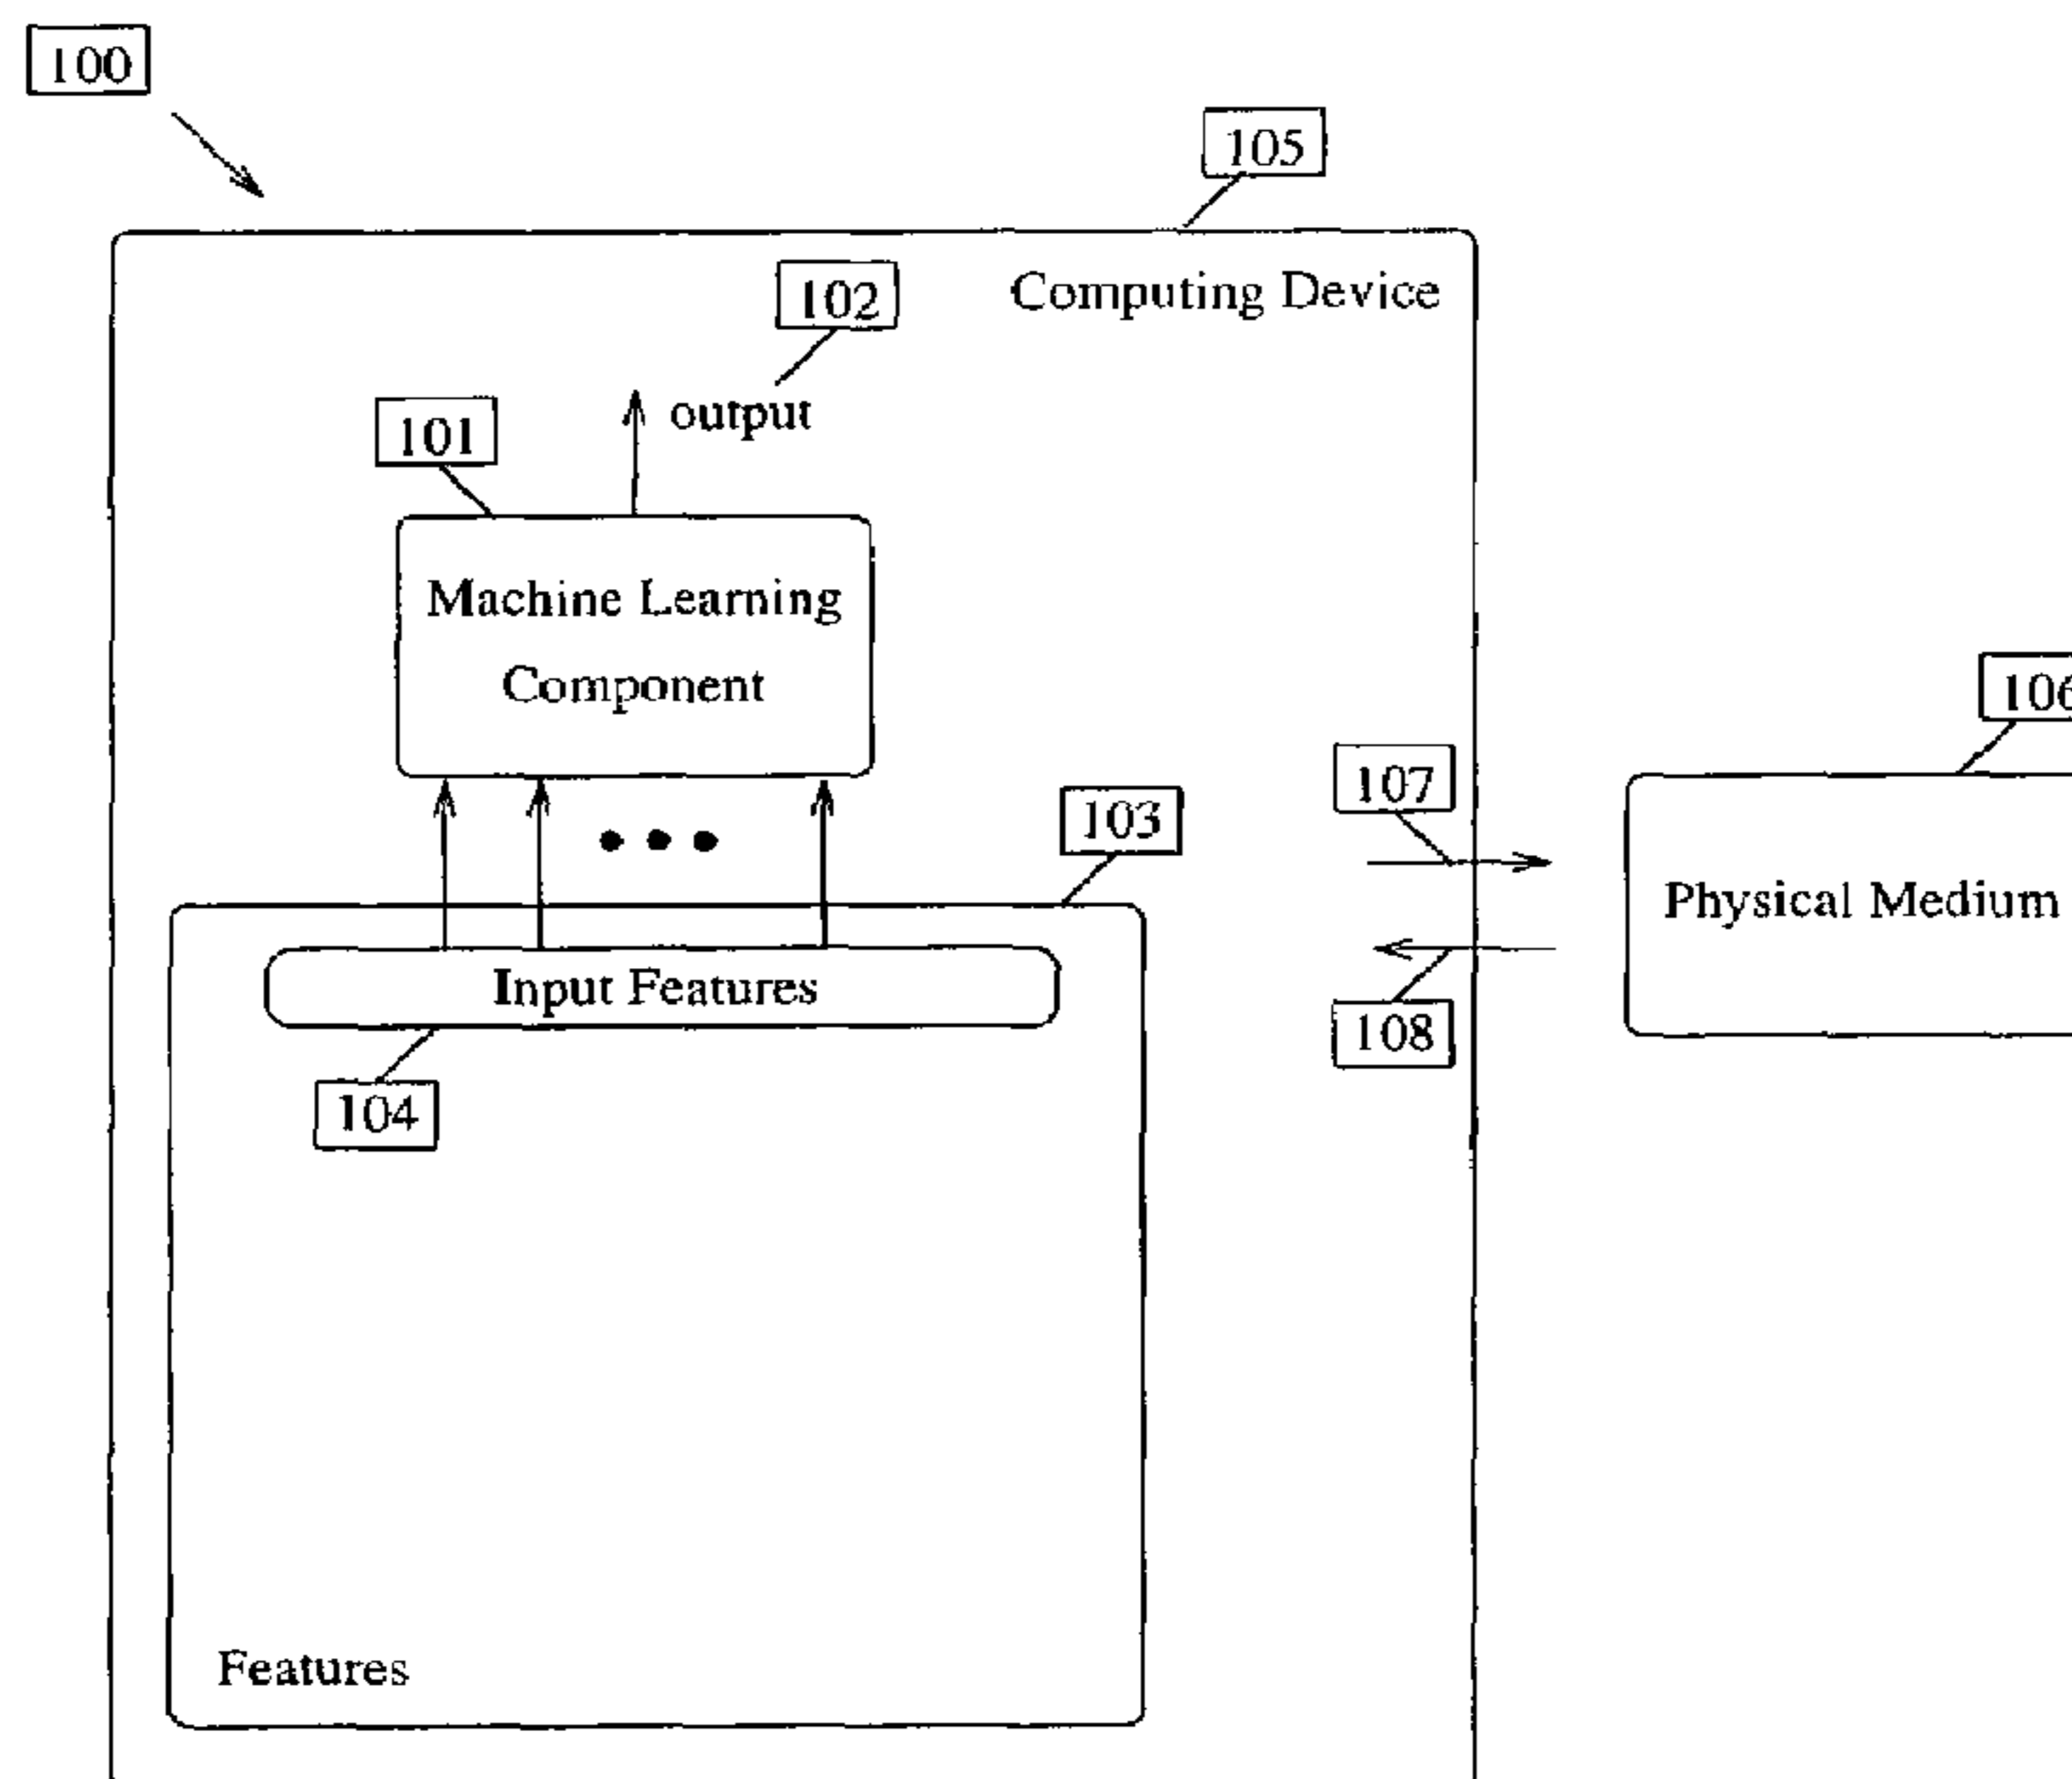 100
105
102
Computing Device
output
101
Machine Learning
Component
106
107
103
Physical Medium
Input Features
108
104
Features